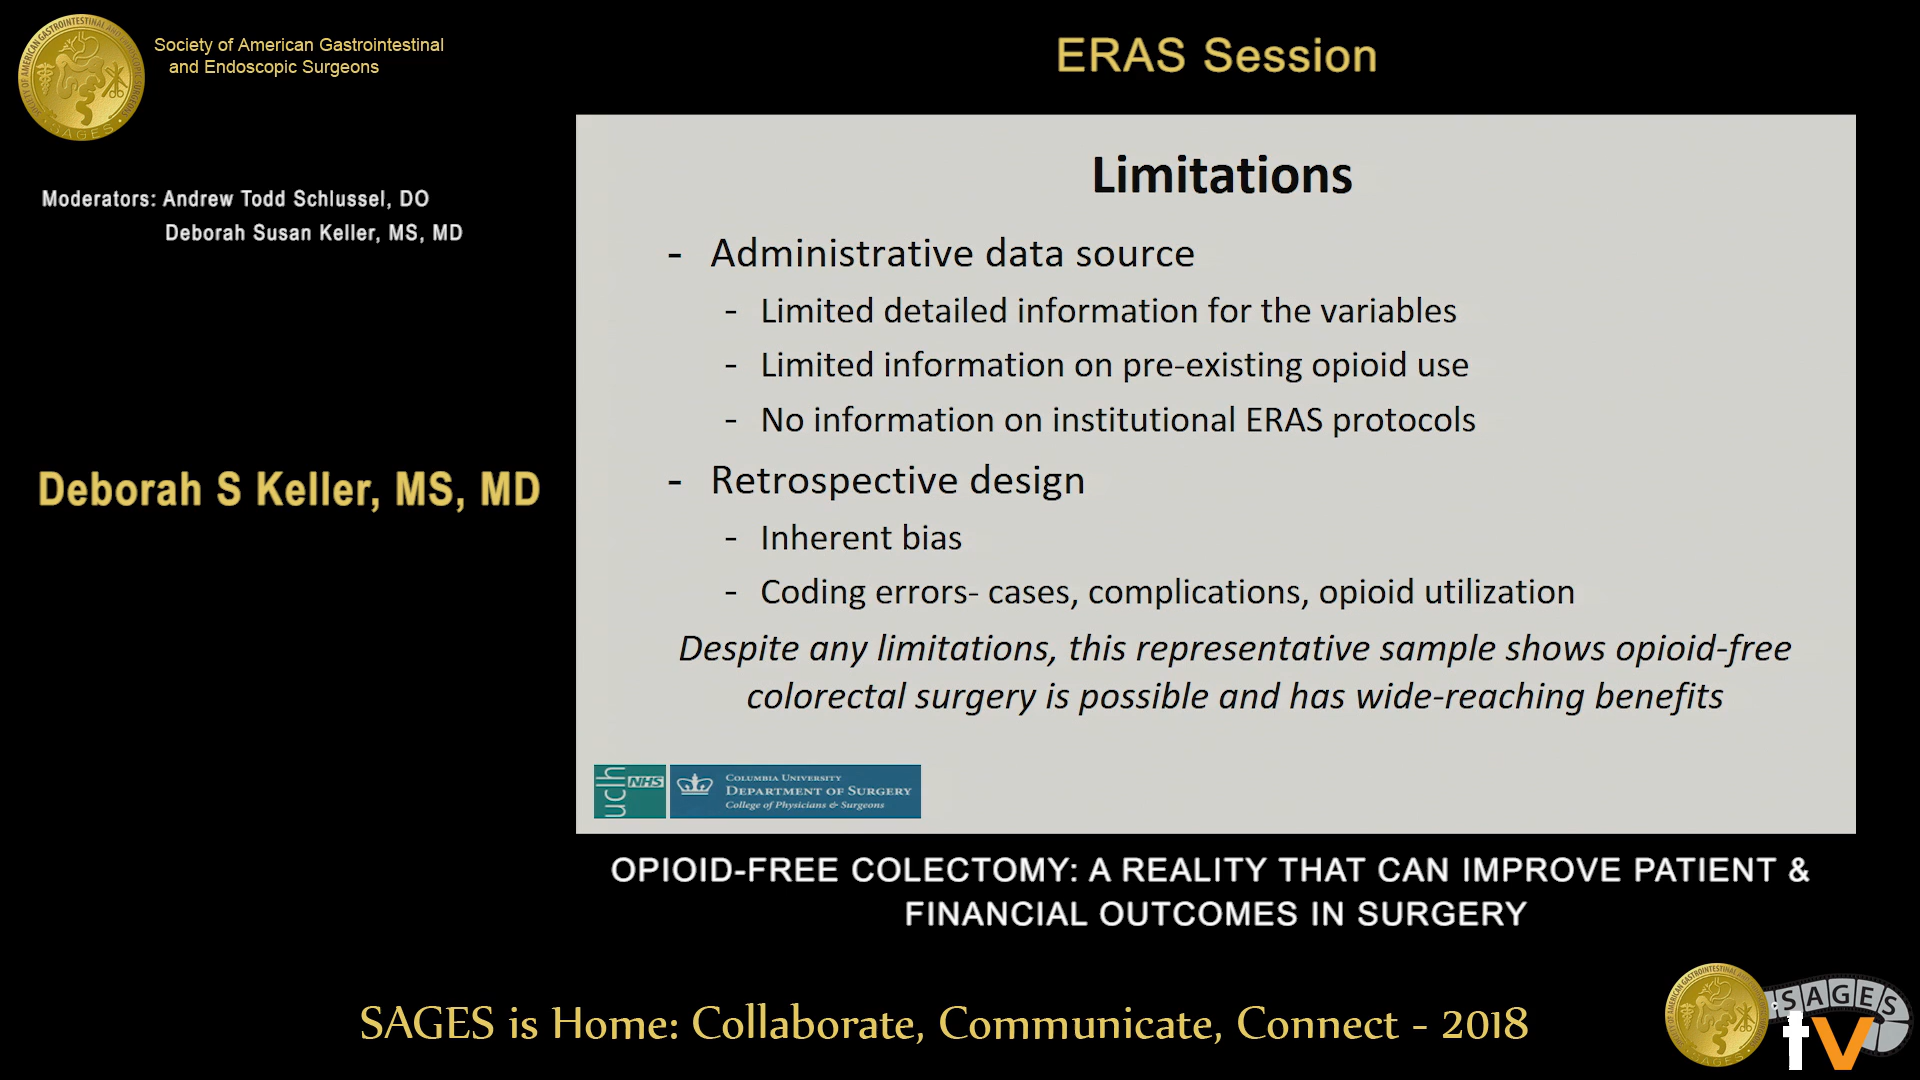 Society of American Gastrointestinal
and Endoscopic Surgeons
ERAS Session
Moderators: Andrew Todd Schlussel, DO
Deborah Susan Keller, MS, MD
Deborah S Keller, MS, MD
Limitations
- Administrative data source
- Limited detailed information for the variables
- Limited information on pre-existing opioid use
- No information on institutional ERAS protocols
- Retrospective design
- Inherent bias
- Coding errors- cases, complications, opioid utilization
Despite any limitations, this representative sample shows opioid-free
colorectal surgery is possible and has wide-reaching benefits
uclh
NHS
COLUMBIA UNIVERSITY
DEPARTMENT OF SURGERY
College of Physicians & Surgeons
OPIOID-FREE COLECTOMY: A REALITY THAT CAN IMPROVE PATIENT &
FINANCIAL OUTCOMES IN SURGERY
SAGES is Home: Collaborate, Communicate, Connect - 2018
SAGES
tv
SAGES